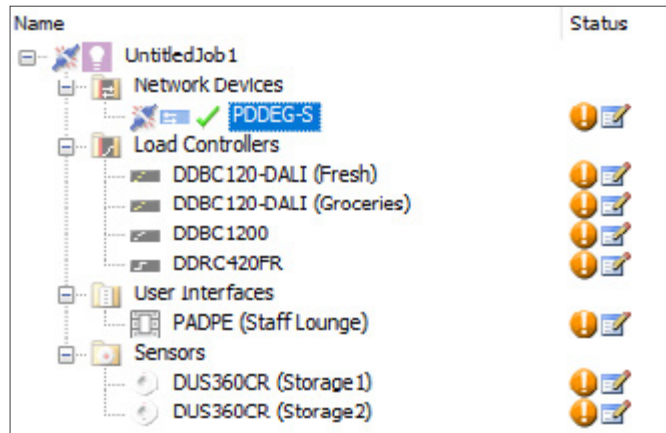 Name Status
UntitledJob1
Network Devices
PDDEG-S
Load Controllers
DDBC120-DALI (Fresh)
DDBC120-DALI (Groceries)
DDBC1200
DDRC420FR
User Interfaces
PADPE (Staff Lounge)
Sensors
DUS360CR (Storage1)
DUS360CR (Storage2)